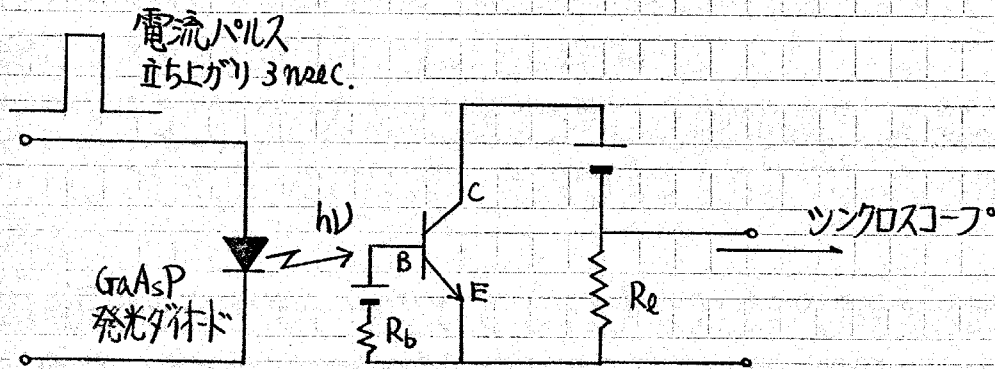 電流パルス
立ち上がり 3 nsec.
hν
C
B
E
GaAsP
発光ダイオード
Rb
Rℓ
シンクロスコープ